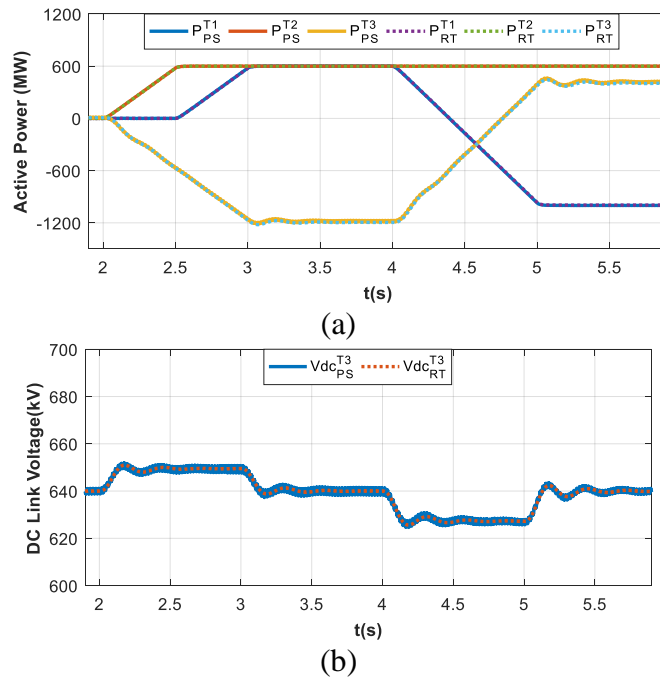 1200
600
0
-600
-1200
Active Power (MW)
P_PS^T1 P_PS^T2 P_PS^T3 P_RT^T1 P_RT^T2 P_RT^T3
2 2.5 3 3.5 4 4.5 5 5.5
t(s)
(a)
700
680
660
640
620
600
DC Link Voltage(kV)
Vdc_PS^T3 Vdc_RT^T3
2 2.5 3 3.5 4 4.5 5 5.5
t(s)
(b)